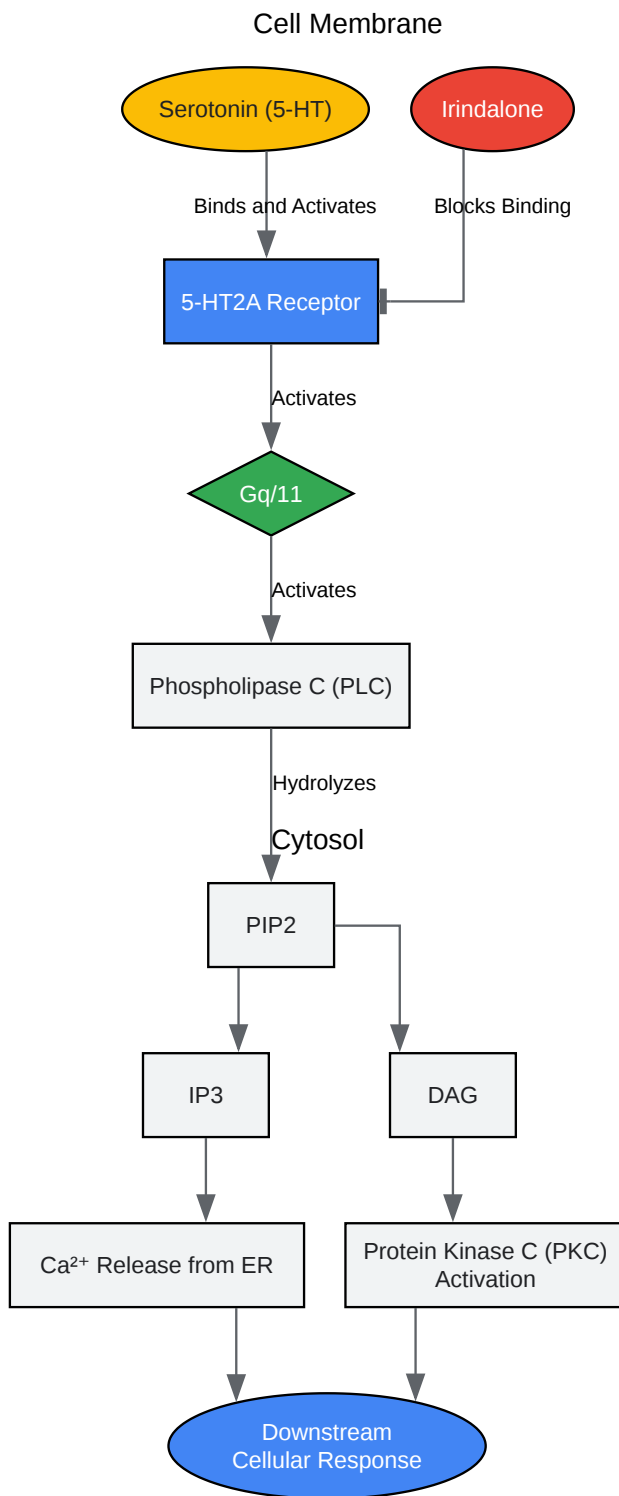 Cell Membrane
Serotonin (5-HT)
Irindalone
Binds and Activates
Blocks Binding
5-HT2A Receptor
Activates
Gq/11
Activates
Phospholipase C (PLC)
Hydrolyzes
Cytosol
PIP2
IP3
DAG
Ca²⁺ Release from ER
Protein Kinase C (PKC)
Activation
Downstream
Cellular Response